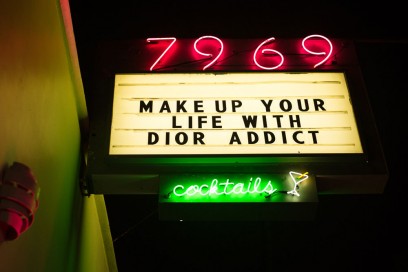 7969
MAKE UP YOUR
LIFE WITH
DIOR ADDICT
cocktails